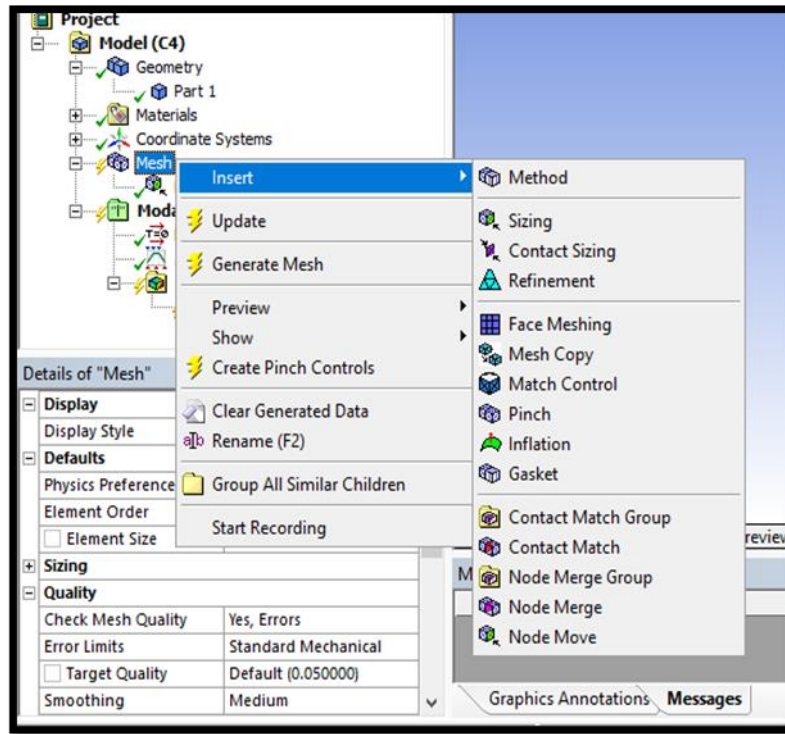 Project
Model (C4)
Geometry
Part 1
Materials
Coordinate Systems
Mesh
Moda
T=0
Insert
Update
Generate Mesh
Preview
Show
Create Pinch Controls
Clear Generated Data
Rename (F2)
Group All Similar Children
Start Recording
Method
Sizing
Contact Sizing
Refinement
Face Meshing
Mesh Copy
Match Control
Pinch
Inflation
Gasket
Contact Match Group
Contact Match
Node Merge Group
Node Merge
Node Move
Details of "Mesh"
Display
Display Style
Defaults
Physics Preference
Element Order
Element Size
Sizing
Quality
Check Mesh Quality Yes, Errors
Error Limits Standard Mechanical
Target Quality Default (0.050000)
Smoothing Medium
review
M
Graphics Annotations Messages